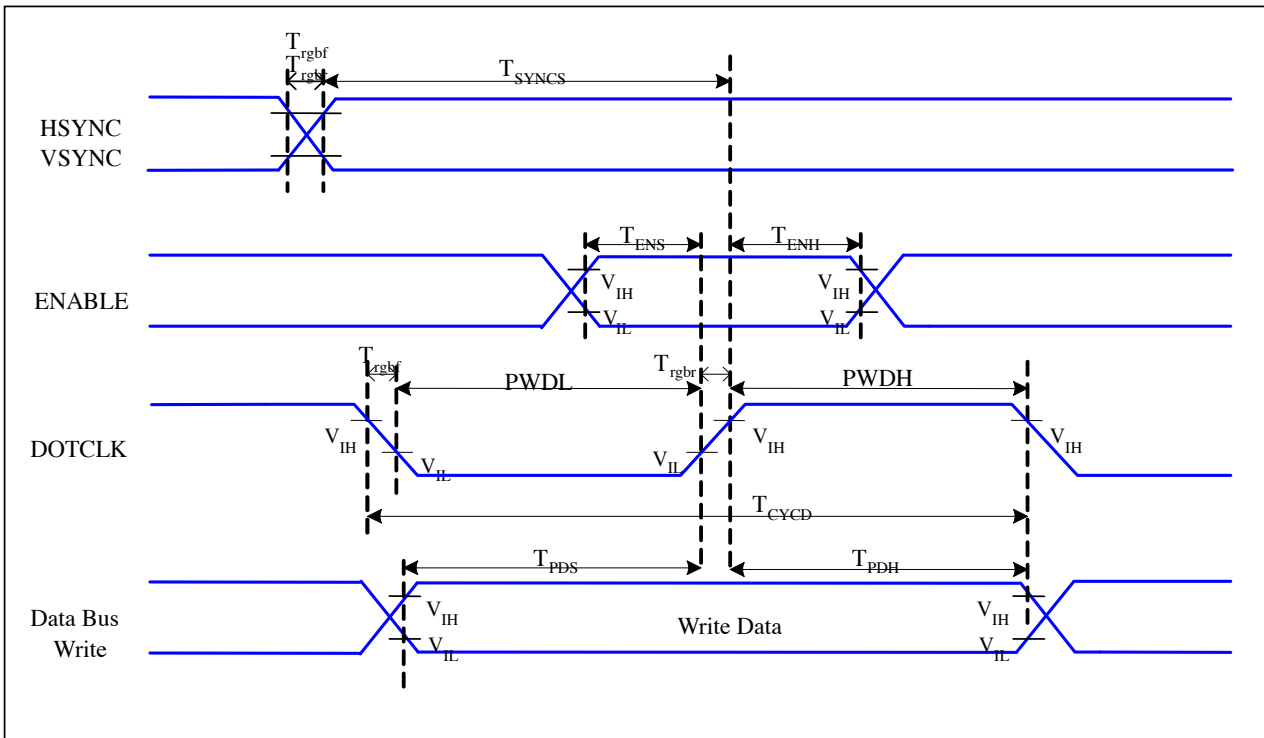 Trgbf
Trgbr
TSYNCS
HSYNC
VSYNC
TENS
TENH
VIH
VIH
ENABLE
VIL
VIL
Trgbf
Trgbr
PWDL
PWDH
VIH
VIH
VIH
DOTCLK
VIL
VIL
TCYCD
TPDS
TPDH
VIH
VIH
Data Bus
Write
Write Data
VIL
VIL